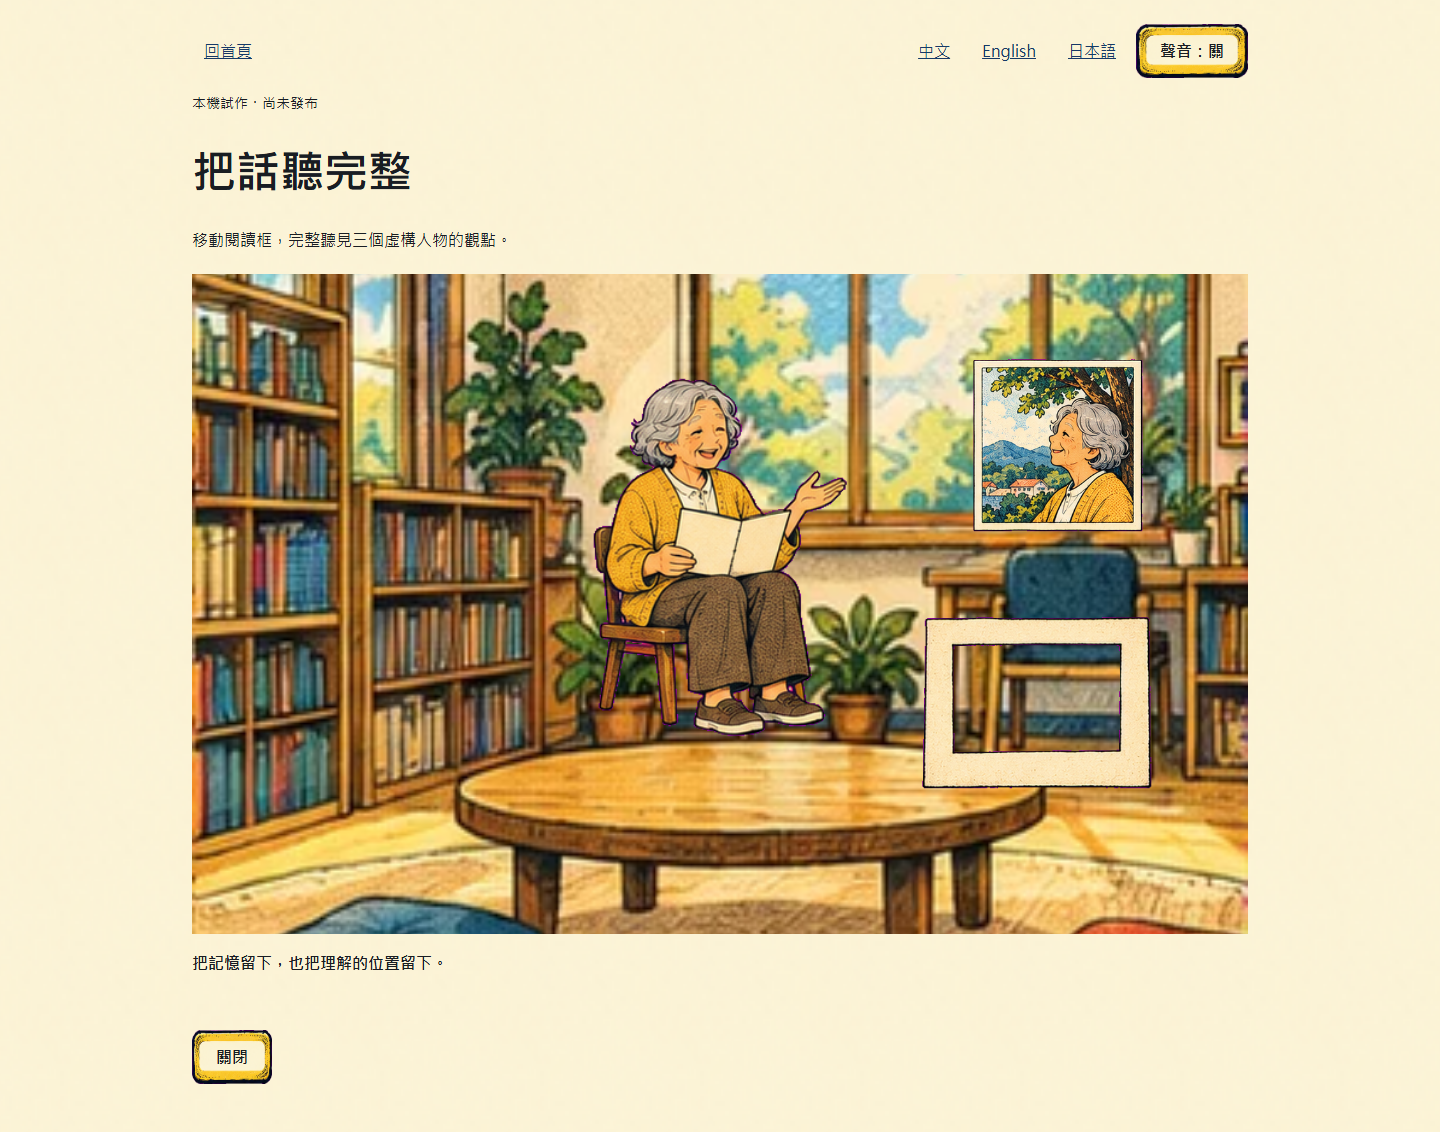 回首頁
中文 English 日本語 聲音：關
本機試作・尚未發布
把話聽完整
移動閱讀框，完整聽見三個虛構人物的觀點。
把記憶留下，也把理解的位置留下。
關閉